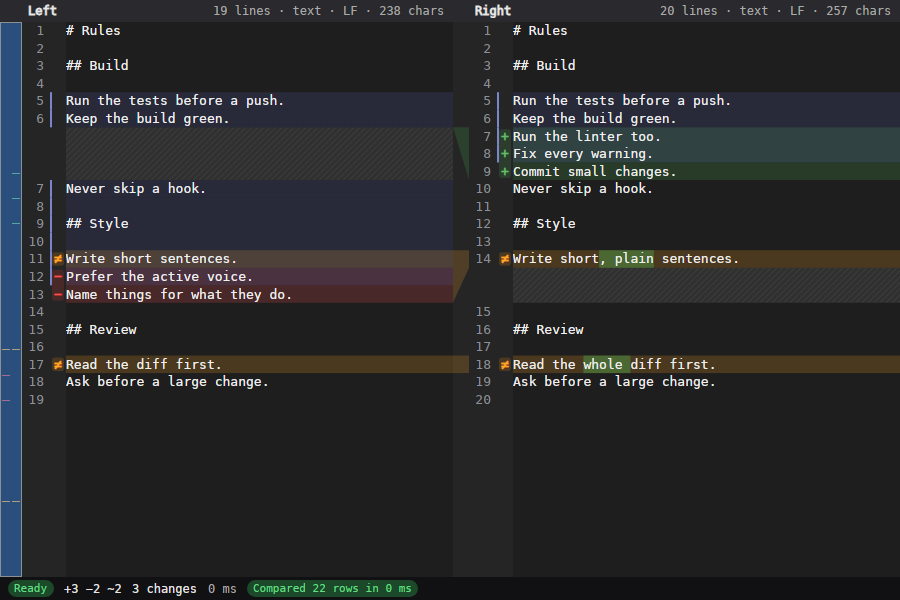 Left 19 lines · text · LF · 238 chars
1 # Rules
2
3 ## Build
4
5 Run the tests before a push.
6 Keep the build green.
7 Never skip a hook.
8
9 ## Style
10
11 ≠ Write short sentences.
12 − Prefer the active voice.
13 − Name things for what they do.
14
15 ## Review
16
17 ≠ Read the diff first.
18 Ask before a large change.
19
Right 20 lines · text · LF · 257 chars
1 # Rules
2
3 ## Build
4
5 Run the tests before a push.
6 Keep the build green.
7 + Run the linter too.
8 + Fix every warning.
9 + Commit small changes.
10 Never skip a hook.
11
12 ## Style
13
14 ≠ Write short, plain sentences.
15
16 ## Review
17
18 ≠ Read the whole diff first.
19 Ask before a large change.
20
Ready +3 −2 ~2 3 changes 0 ms Compared 22 rows in 0 ms